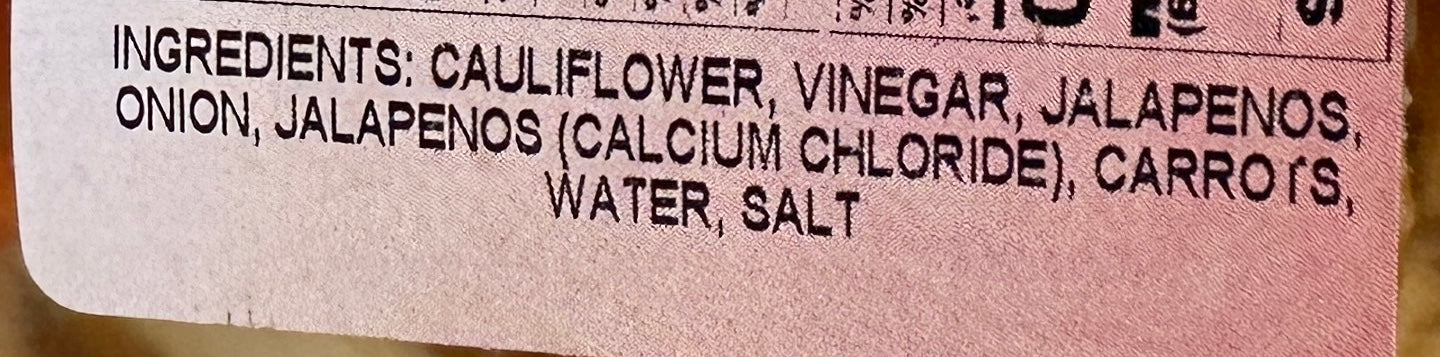 INGREDIENTS: CAULIFLOWER, VINEGAR, JALAPENOS,
ONION, JALAPENOS (CALCIUM CHLORIDE), CARROTS,
WATER, SALT